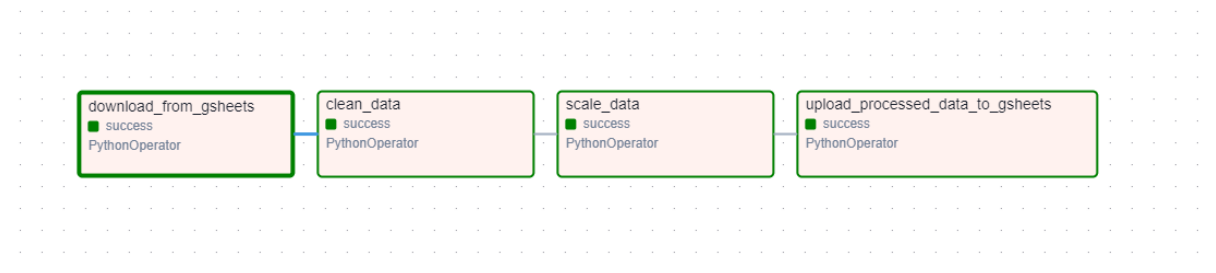 download_from_gsheets
success
PythonOperator
clean_data
success
PythonOperator
scale_data
success
PythonOperator
upload_processed_data_to_gsheets
success
PythonOperator